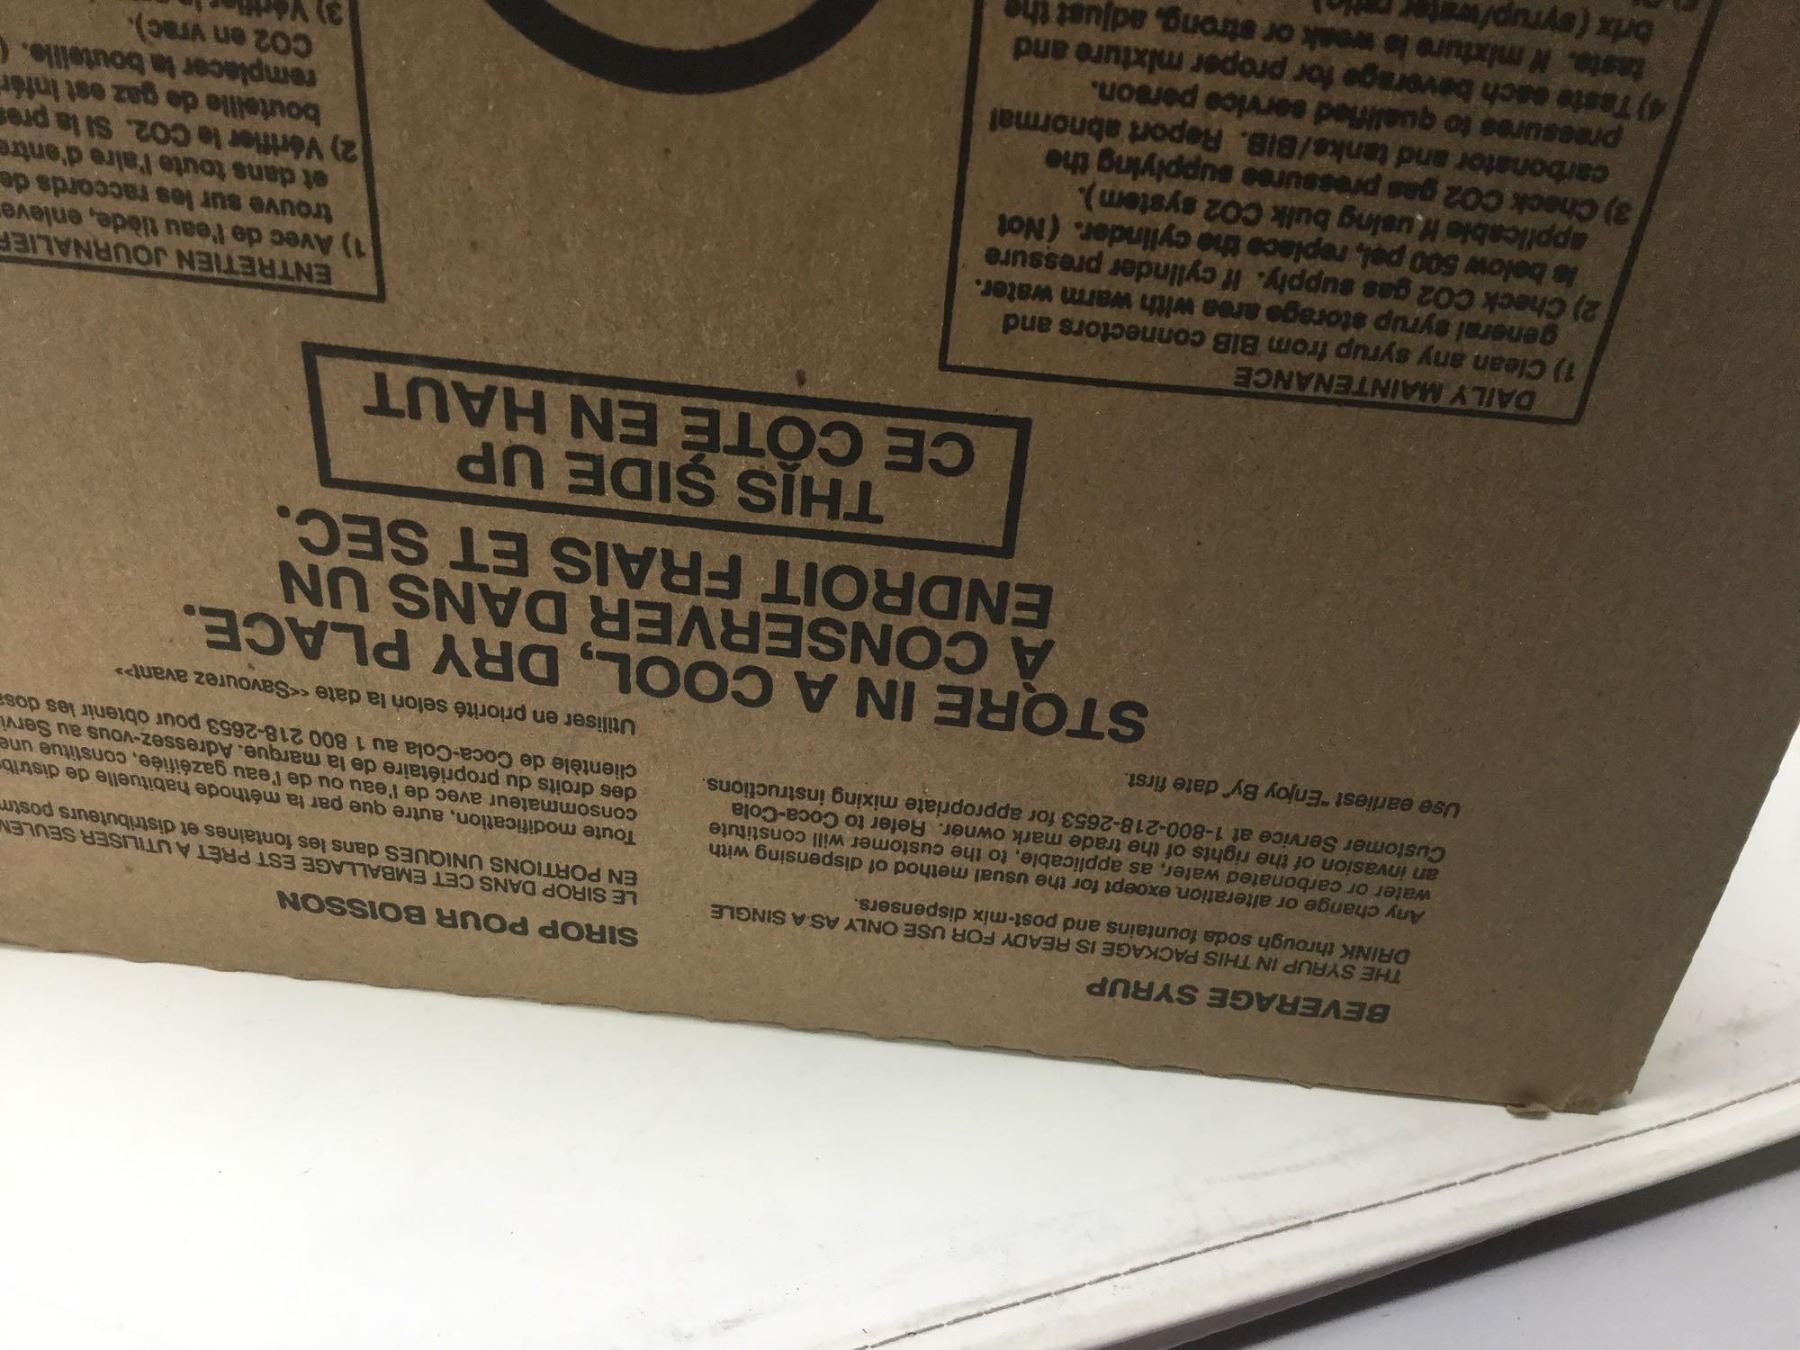 BEVERAGE SYRUP
THE SYRUP IN THIS PACKAGE IS READY FOR USE ONLY AS A SINGLE
DRINK through soda fountains and post-mix dispensers.
Any change or alteration except for the usual method of dispensing with
water or carbonated water, as applicable, to the customer will constitute
an invasion of the rights of the trade mark owner. Refer to Coca-Cola
Customer Service at 1-800-218-2653 for appropriate mixing instructions.
Use earliest "Enjoy By" date first.
SIROP POUR BOISSON
LE SIROP DANS CET EMBALLAGE EST PRÊT A UTILISER
EN PORTIONS UNIQUES dans les fontaines et distributeurs
Toute modification, autre que par la méthode habituelle de
consommateur avec de l'eau ou de l'eau gazéifiée, constitue une
des droits du propriétaire de la marque. Adressez-vous au
clientèle de Coca-Cola au 1 800 218-2653 pour obtenir les
Utiliser en priorité selon la date <<Savourez avant>>
STORE IN A COOL, DRY PLACE.
A CONSERVER DANS UN
ENDROIT FRAIS ET SEC.
THIS SIDE UP
CE CÔTÉ EN HAUT
DAILY MAINTENANCE
1) Clean any syrup from BIB connectors and
general syrup storage area with warm water.
2) Check CO2 gas supply. If cylinder pressure
is below 500 psi, replace the cylinder. (Not
applicable if using bulk CO2 system).
3) Check CO2 gas pressures supplying the
carbonator and tanks/BIB. Report abnormal
pressures to qualified service person.
4) Taste each beverage for proper mixture and
taste. If mixture is weak or strong, adjust the
brix (syrup/water ratio)
ENTRETIEN JOURNALIER
1) Avec de l'eau tiède,
trouve sur les raccords de
et dans toute l'aire
2) Vérifier le CO2. Si la
bouteille de gaz est
remplacer la bouteille. (
CO2 en vrac).
3) Vérifier